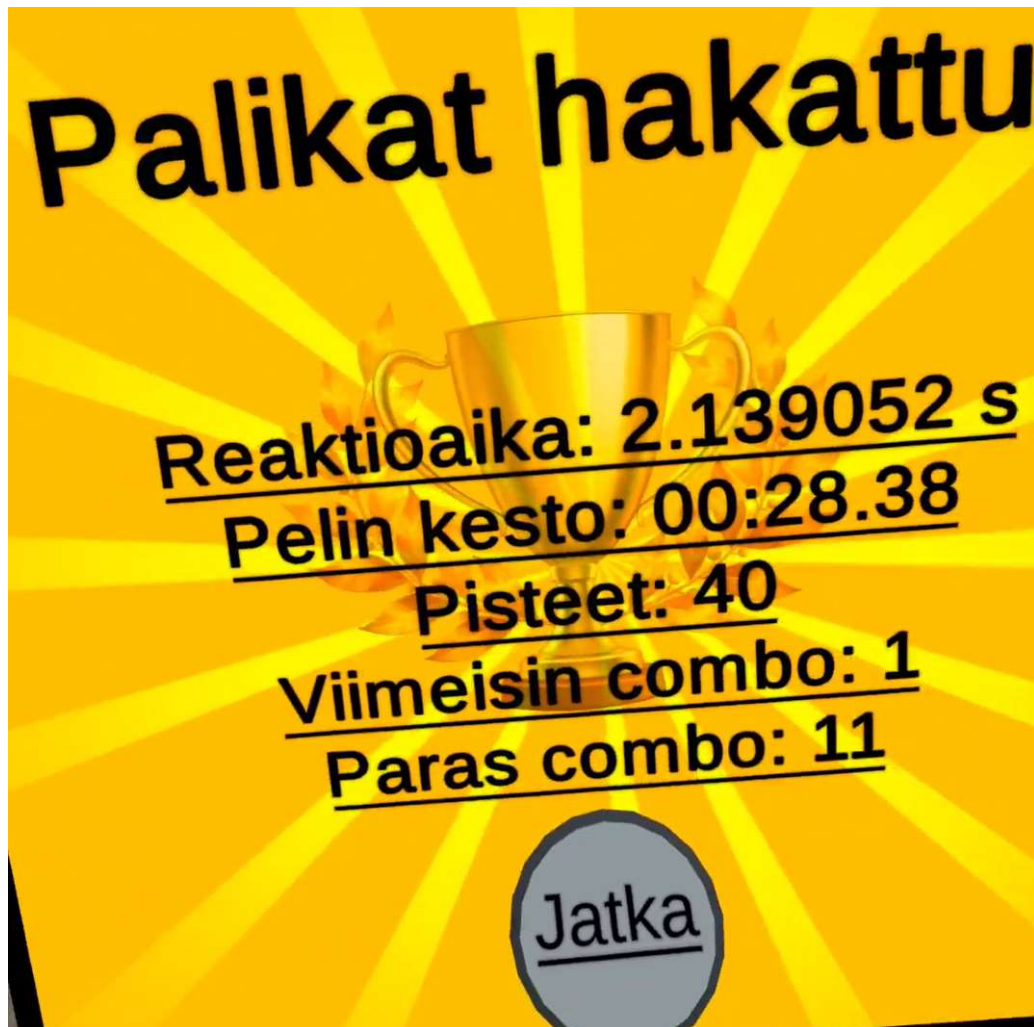 Palikat hakattu
Reaktioaika: 2.139052 s
Pelin kesto: 00:28.38
Pisteet: 40
Viimeisin combo: 1
Paras combo: 11
Jatka